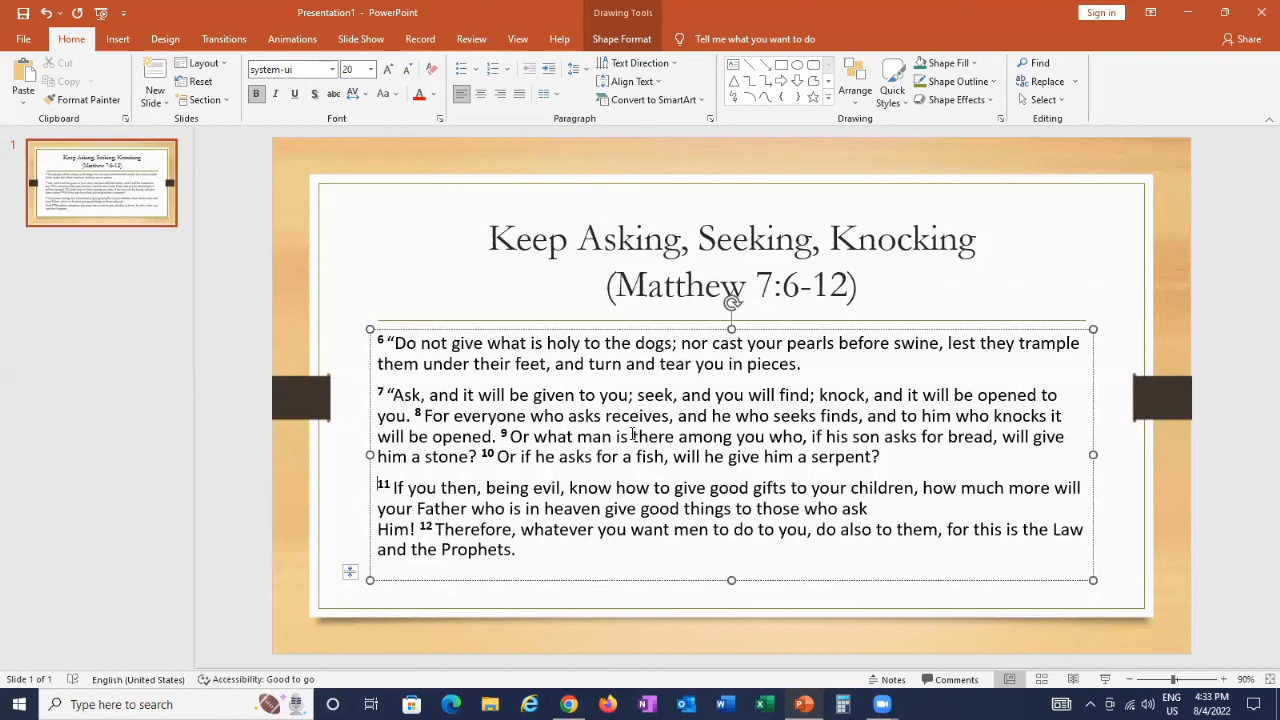 Presentation1 - PowerPoint
Drawing Tools
Sign in
File Home Insert Design Transitions Animations Slide Show Record Review View Help Shape Format Tell me what you want to do Share
Paste
Cut
Copy
Format Painter
Clipboard
New Slide
Layout
Reset
Section
Slides
system-ui 20
B I U S abc AV Aa A
Font
Text Direction
Align Text
Convert to SmartArt
Paragraph
Arrange
Quick Styles
Shape Fill
Shape Outline
Shape Effects
Drawing
Find
Replace
Select
Editing
1
Keep Asking, Seeking, Knocking
(Matthew 7:6-12)
Keep Asking, Seeking, Knocking
(Matthew 7:6-12)
6 “Do not give what is holy to the dogs; nor cast your pearls before swine, lest they trample
them under their feet, and turn and tear you in pieces.
7 “Ask, and it will be given to you; seek, and you will find; knock, and it will be opened to
you. 8 For everyone who asks receives, and he who seeks finds, and to him who knocks it
will be opened. 9 Or what man is there among you who, if his son asks for bread, will give
him a stone? 10 Or if he asks for a fish, will he give him a serpent?
11 If you then, being evil, know how to give good gifts to your children, how much more will
your Father who is in heaven give good things to those who ask
Him! 12 Therefore, whatever you want men to do to you, do also to them, for this is the Law
and the Prophets.
Slide 1 of 1 English (United States) Accessibility: Good to go Notes Comments 90%
Type here to search
ENG
US
4:33 PM
8/4/2022